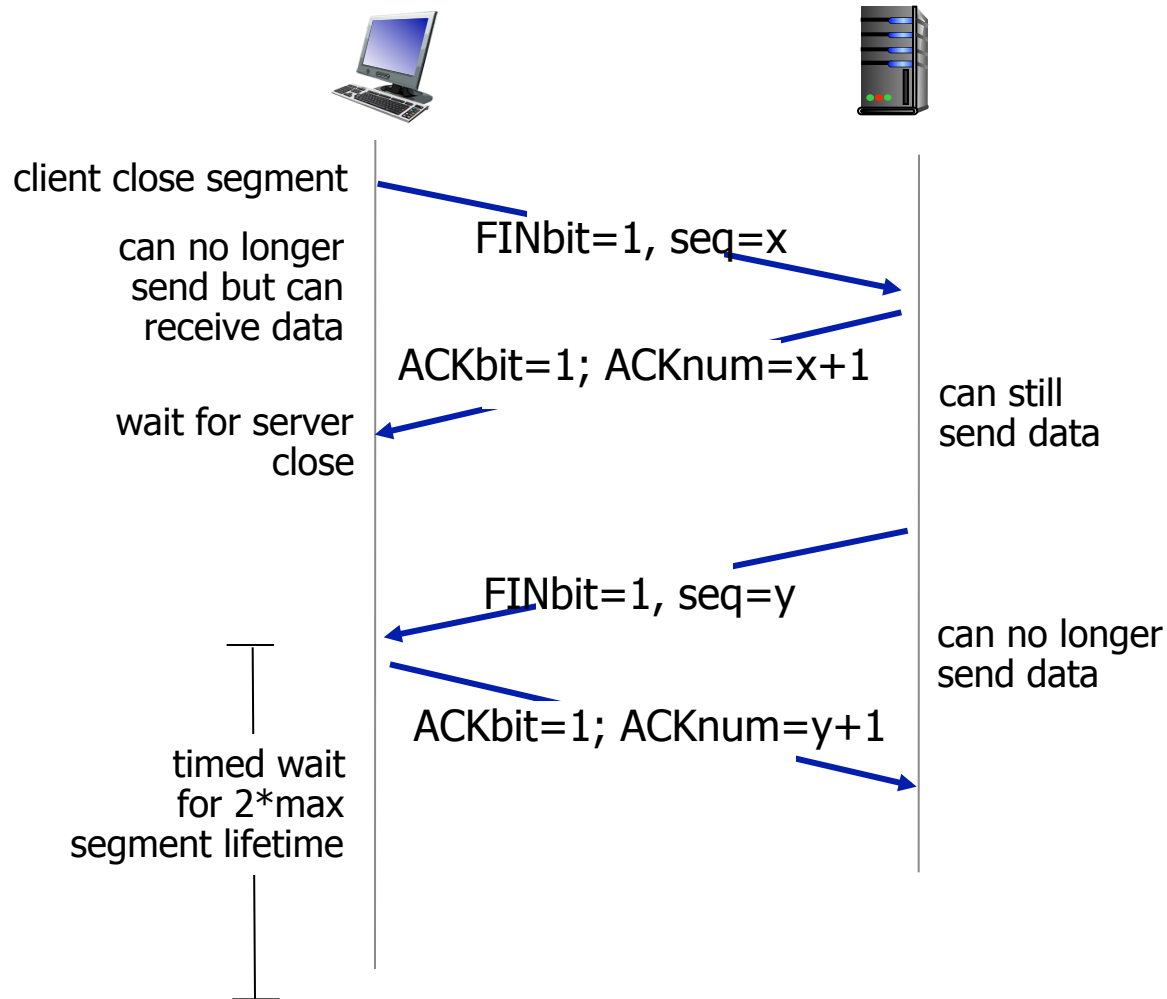 client close segment
FINbit=1, seq=x
can no longer
send but can
receive data
ACKbit=1; ACKnum=x+1
can still
send data
wait for server
close
FINbit=1, seq=y
can no longer
send data
ACKbit=1; ACKnum=y+1
timed wait
for 2*max
segment lifetime